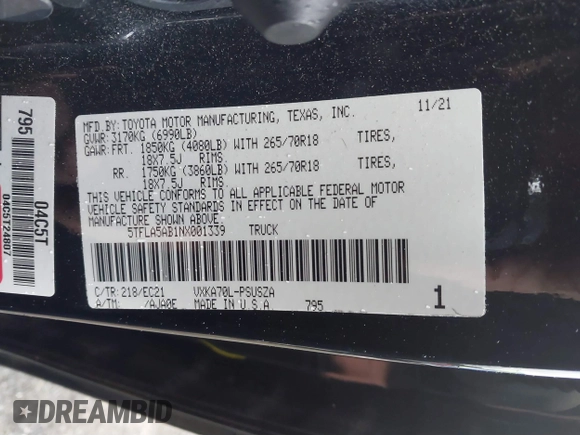 MFD.BY:TOYOTA MOTOR MANUFACTURING, TEXAS, INC. 11/21
GVWR: 3170KG (6990LB)
GAWR: FRT. 1850KG (4080LB) WITH 265/70R18 TIRES,
18X7.5J RIMS.
RR. 1750KG (3860LB) WITH 265/70R18 TIRES,
18X7.5J RIMS.
THIS VEHICLE CONFORMS TO ALL APPLICABLE FEDERAL MOTOR
VEHICLE SAFETY STANDARDS IN EFFECT ON THE DATE OF
MANUFACTURE SHOWN ABOVE.
5TFLA5AB1NX001339 TRUCK
C/TR:218/EC21 VXKA70L-PSUSZA
A/TM: /AJA0E MADE IN U.S.A. 795 1
795
04C5T
04C5T24807
DREAMBID